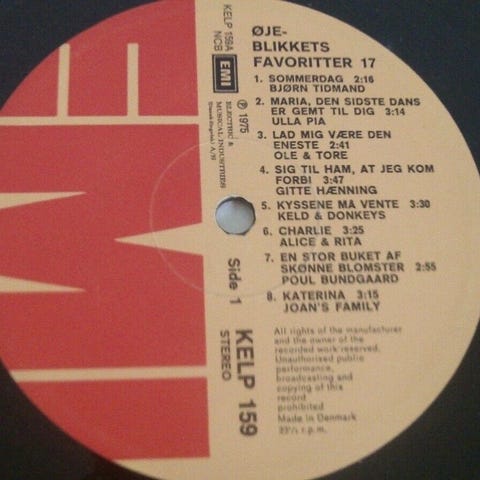 KELP 159A
NCB
EMI
℗ 1975
ELECTRIC &
MUSICAL INDUSTRIES
(Dansk-Engelsk) A/S
Side 1
KELP 159
STEREO
ØJE-
BLIKKETS
FAVORITTER 17
1. SOMMERDAG 2:16
BJØRN TIDMAND
2. MARIA, DEN SIDSTE DANS
ER GEMT TIL DIG 3:14
ULLA PIA
3. LAD MIG VÆRE DEN
ENESTE 2:41
OLE & TORE
4. SIG TIL HAM, AT JEG KOM
FORBI 3:47
GITTE HÆNNING
5. KYSSENE MÅ VENTE 3:30
KELD & DONKEYS
6. CHARLIE 3:25
ALICE & RITA
7. EN STOR BUKET AF
SKØNNE BLOMSTER 2:55
POUL BUNDGAARD
8. KATERINA 3:15
JOAN'S FAMILY
All rights of the manufacturer
and the owner of the
recorded work reserved.
Unauthorised public
performance,
broadcasting and
copying of this
record
prohibited
Made in Denmark
33⅓ r.p.m.